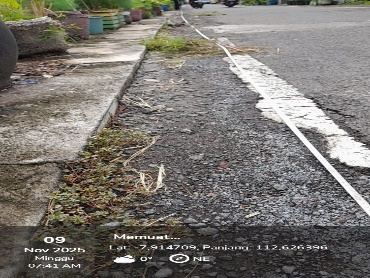 09
Nov 2025
Minggu
07:41 AM
Memuat...
Lat: -7,914709, Panjang: 112,626396
0° NE